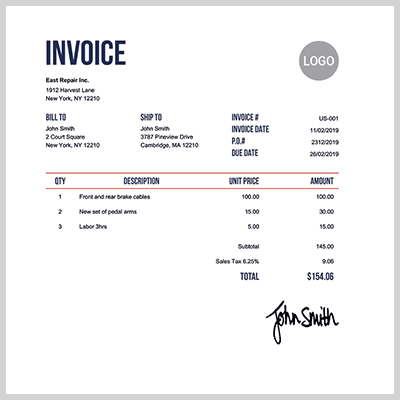 INVOICE
LOGO
East Repair Inc.
1912 Harvest Lane
New York, NY 12210
BILL TO
John Smith
2 Court Square
New York, NY 12210
SHIP TO
John Smith
3787 Pineview Drive
Cambridge, MA 12210
INVOICE # US-001
INVOICE DATE 11/02/2019
P.O.# 2312/2019
DUE DATE 26/02/2019
QTY DESCRIPTION UNIT PRICE AMOUNT
1 Front and rear brake cables 100.00 100.00
2 New set of pedal arms 15.00 30.00
3 Labor 3hrs 5.00 15.00
Subtotal 145.00
Sales Tax 6.25% 9.06
TOTAL $154.06
John Smith